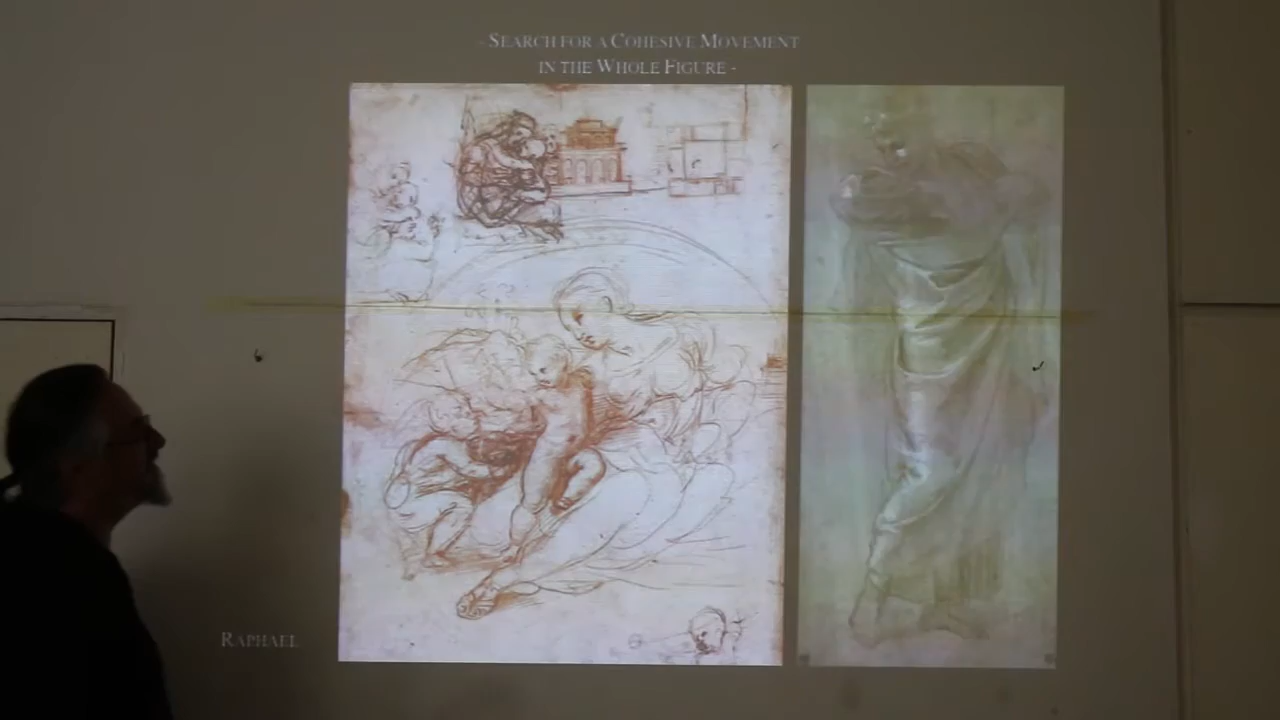 - SEARCH FOR A COHESIVE MOVEMENT
IN THE WHOLE FIGURE -
RAPHAEL